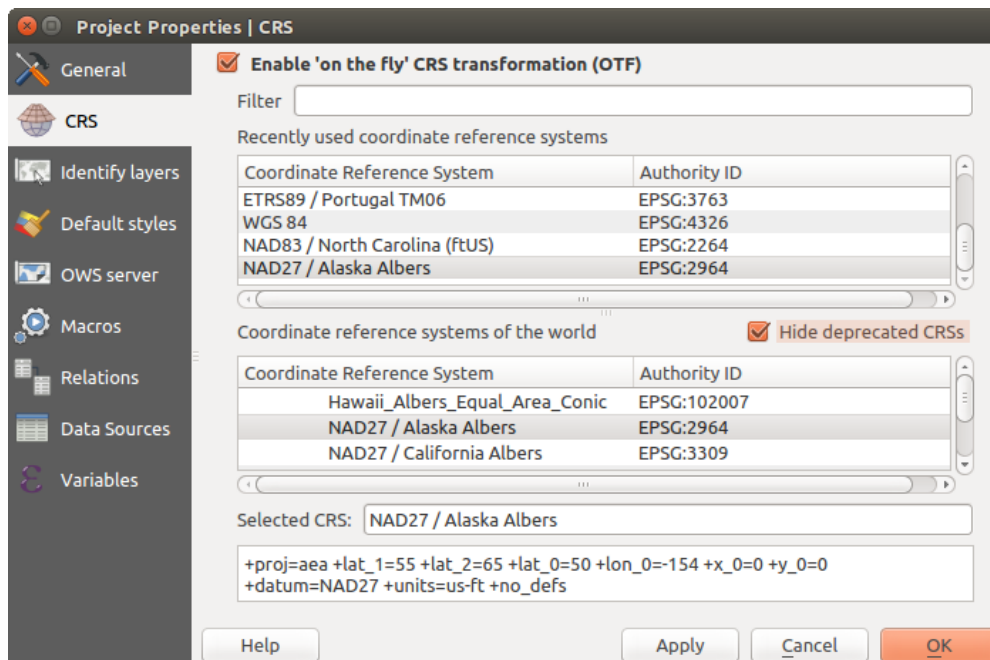 Project Properties | CRS
General
CRS
Identify layers
Default styles
OWS server
Macros
Relations
Data Sources
Variables
Enable 'on the fly' CRS transformation (OTF)
Filter
Recently used coordinate reference systems
Coordinate Reference System Authority ID
ETRS89 / Portugal TM06 EPSG:3763
WGS 84 EPSG:4326
NAD83 / North Carolina (ftUS) EPSG:2264
NAD27 / Alaska Albers EPSG:2964
Coordinate reference systems of the world Hide deprecated CRSs
Coordinate Reference System Authority ID
Hawaii_Albers_Equal_Area_Conic EPSG:102007
NAD27 / Alaska Albers EPSG:2964
NAD27 / California Albers EPSG:3309
Selected CRS: NAD27 / Alaska Albers
+proj=aea +lat_1=55 +lat_2=65 +lat_0=50 +lon_0=-154 +x_0=0 +y_0=0
+datum=NAD27 +units=us-ft +no_defs
Help Apply Cancel OK